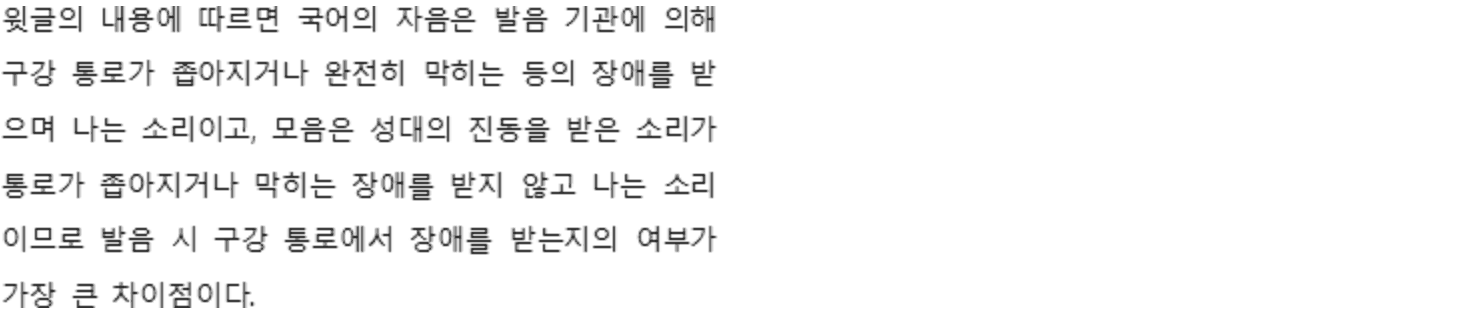 윗글의 내용에 따르면 국어의 자음은 발음 기관에 의해
구강 통로가 좁아지거나 완전히 막히는 등의 장애를 받
으며 나는 소리이고, 모음은 성대의 진동을 받은 소리가
통로가 좁아지거나 막히는 장애를 받지 않고 나는 소리
이므로 발음 시 구강 통로에서 장애를 받는지의 여부가
가장 큰 차이점이다.